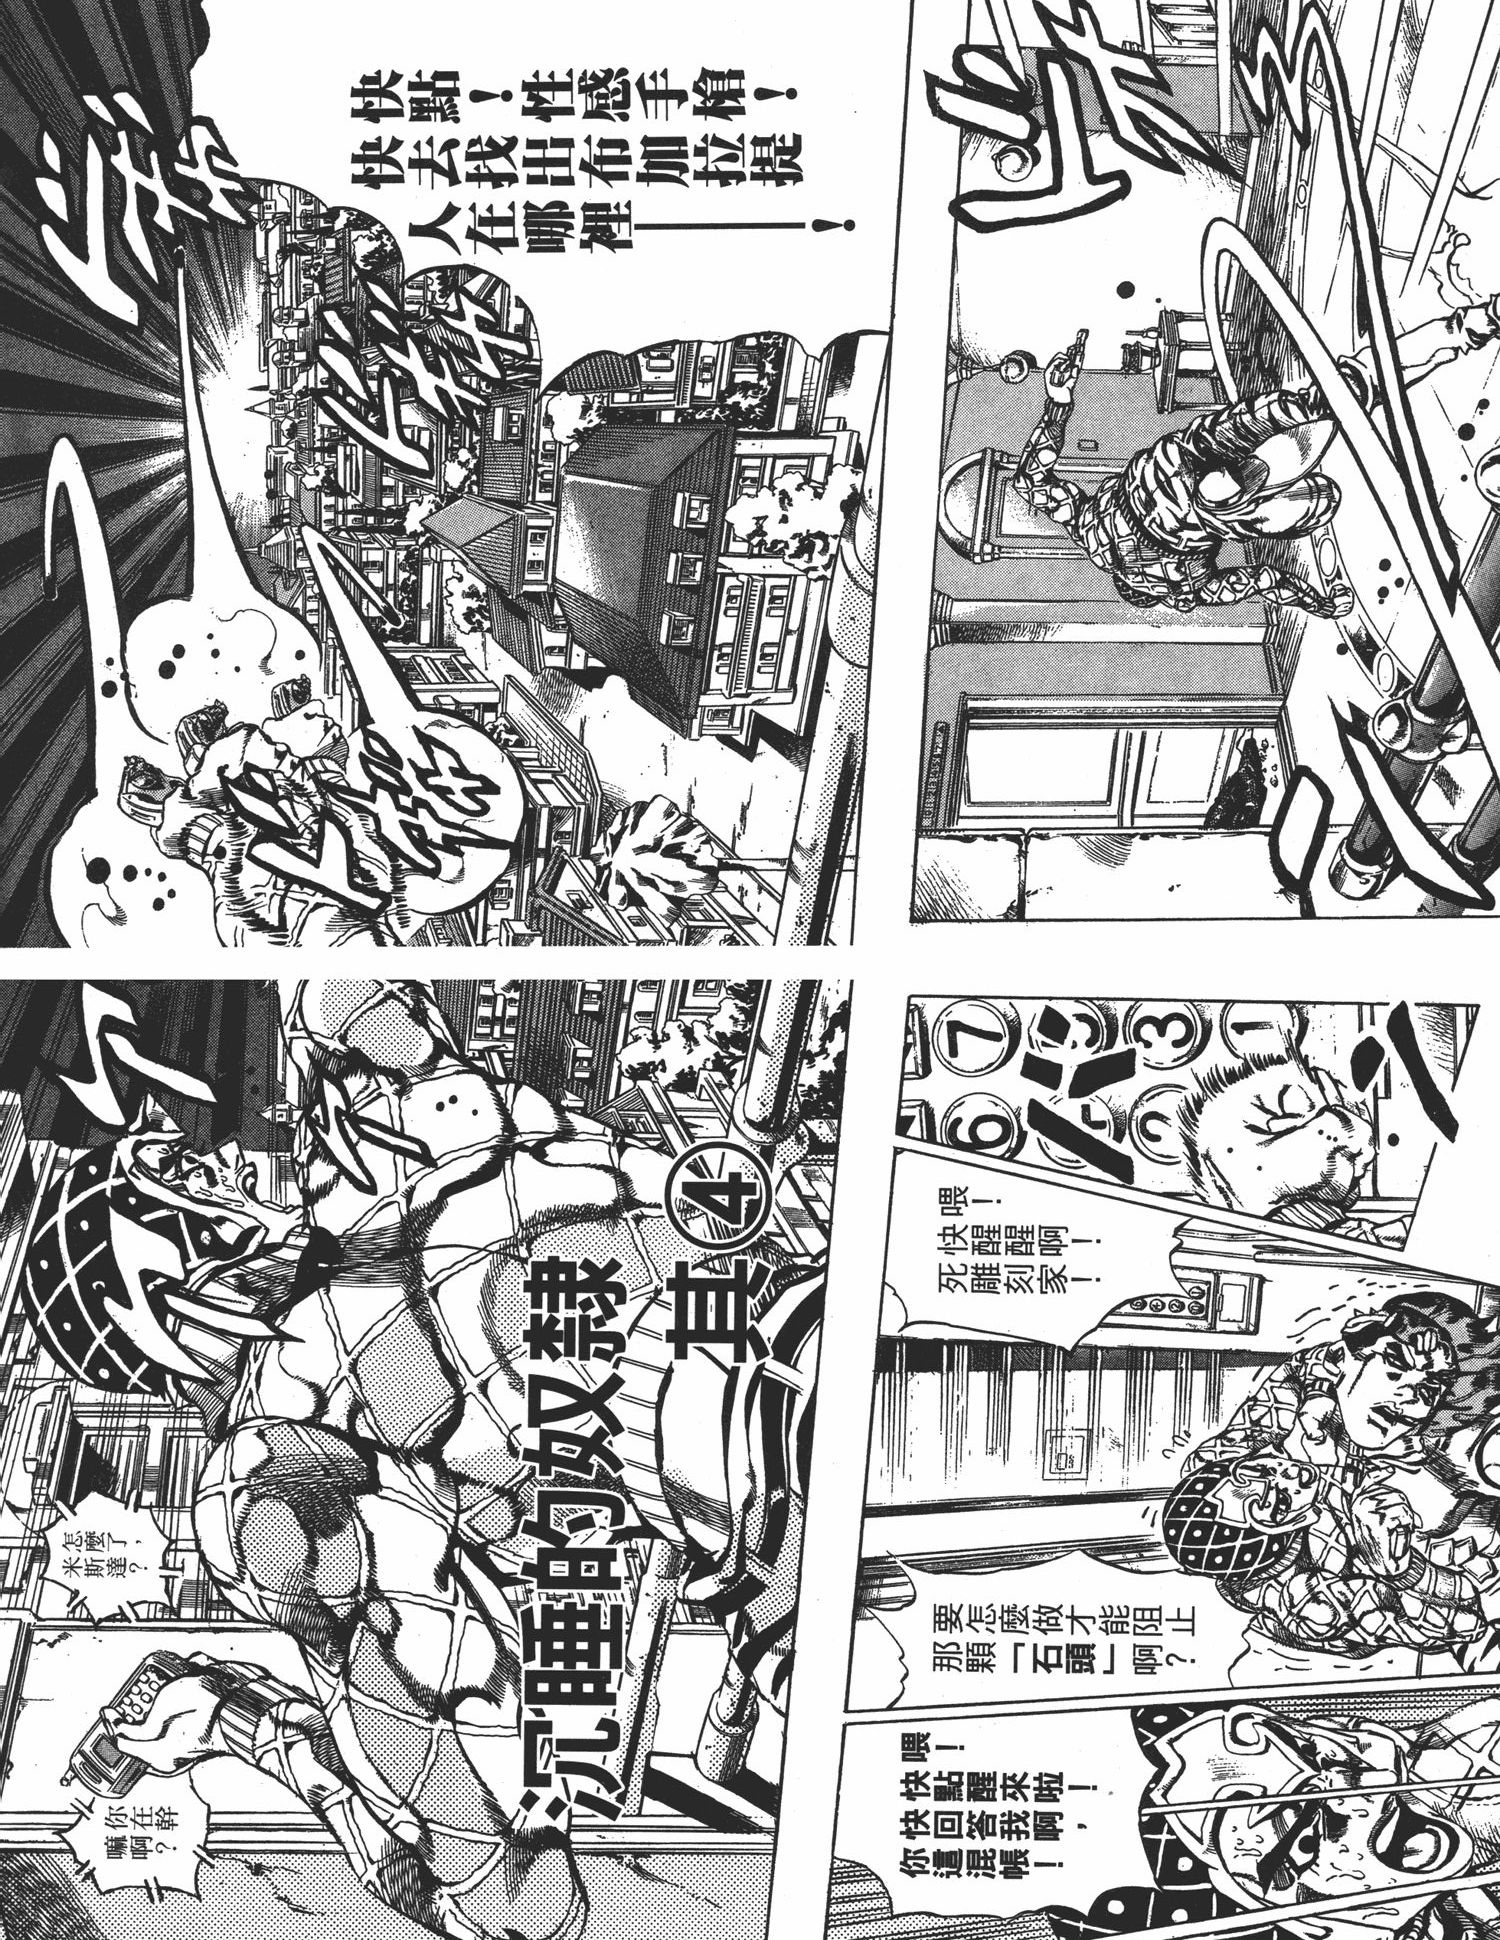 快點！性感手槍！
快去找出布加拉提
人在哪裡——！
沉睡的奴隸
其④
怎麼了，
米斯達？
你在幹
嘛啊？
喂！
快醒醒啊！
死雕刻家！
要怎麼做才能阻止
那顆「石頭」啊？
喂！
快點醒來啦！
快回答我啊，
你這混帳！